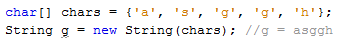 char[] chars = {'a', 's', 'g', 'g', 'h'};
String g = new String(chars); //g = asggh